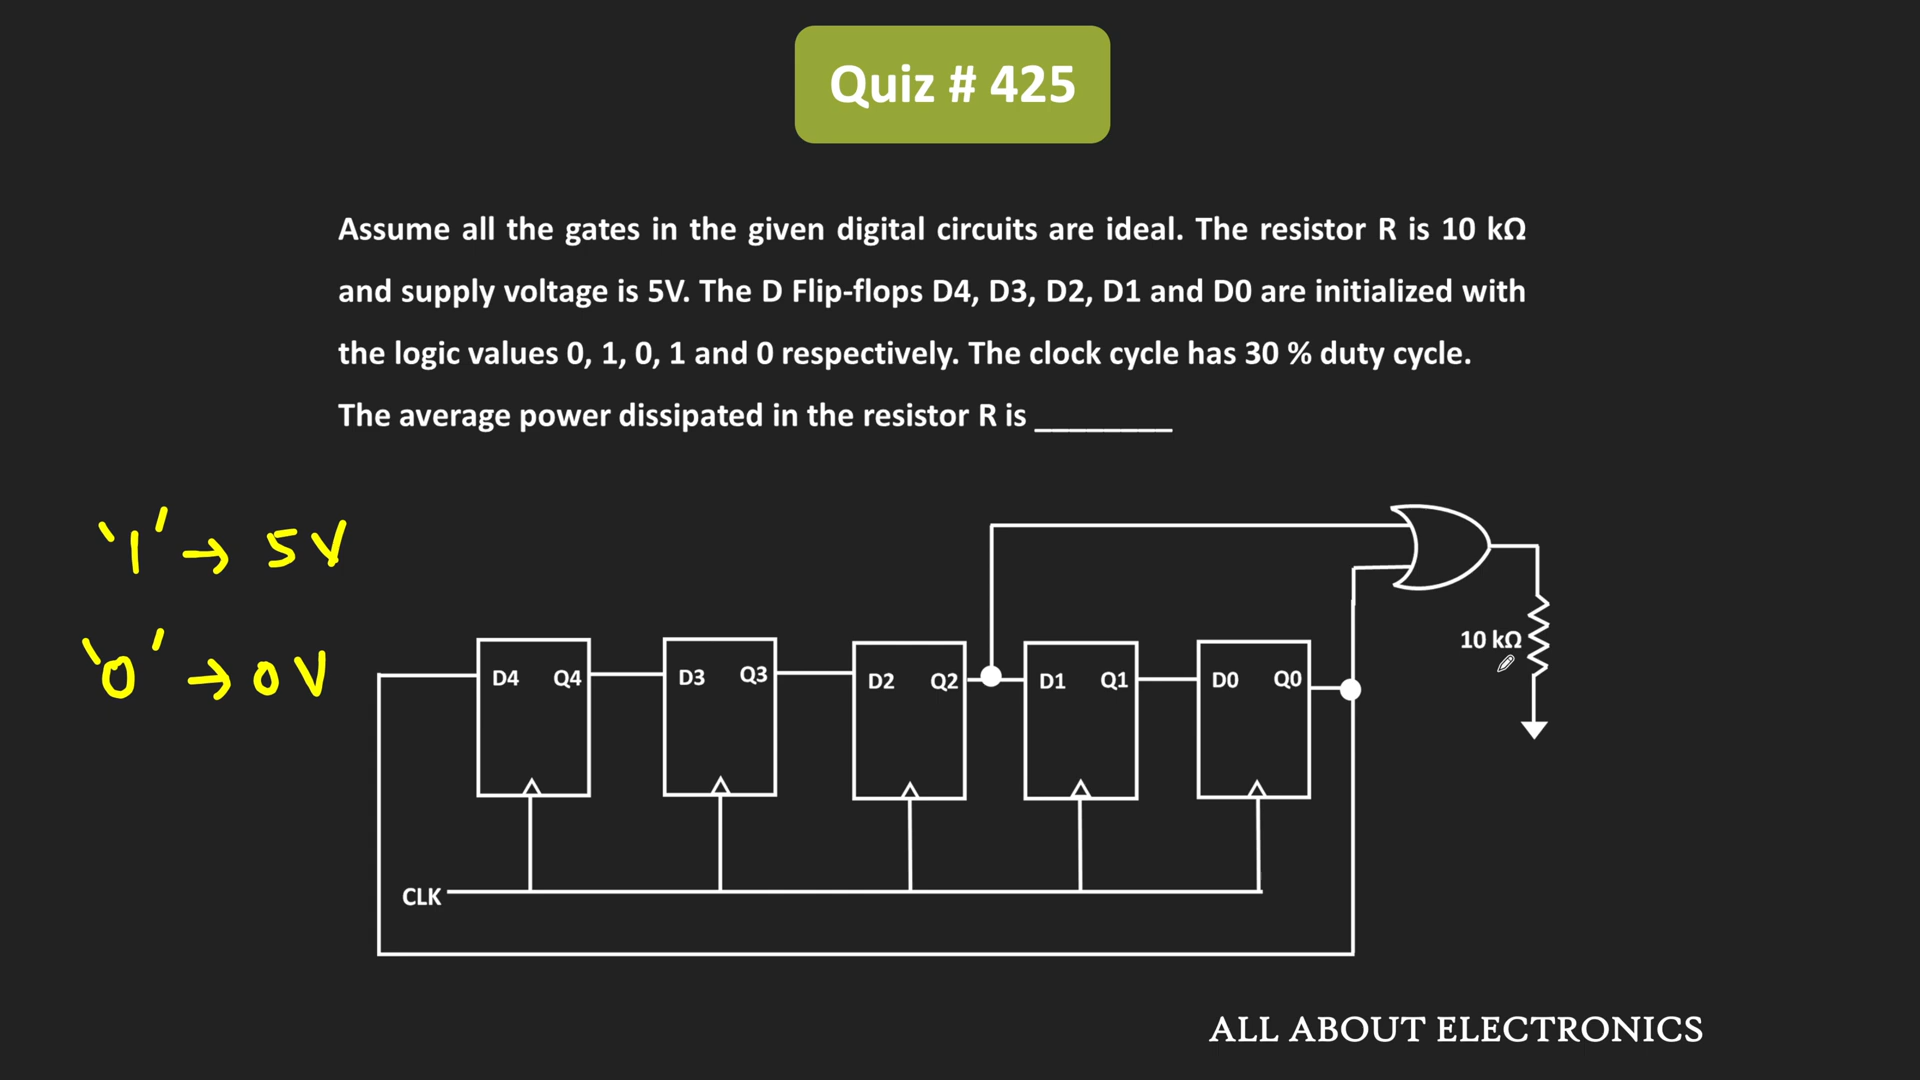 Quiz # 425
Assume all the gates in the given digital circuits are ideal. The resistor R is 10 kΩ
and supply voltage is 5V. The D Flip-flops D4, D3, D2, D1 and D0 are initialized with
the logic values 0, 1, 0, 1 and 0 respectively. The clock cycle has 30 % duty cycle.
The average power dissipated in the resistor R is ________
'1' → 5V
'0' → 0V
10 kΩ
D4 Q4 D3 Q3 D2 Q2 D1 Q1 D0 Q0
CLK
ALL ABOUT ELECTRONICS